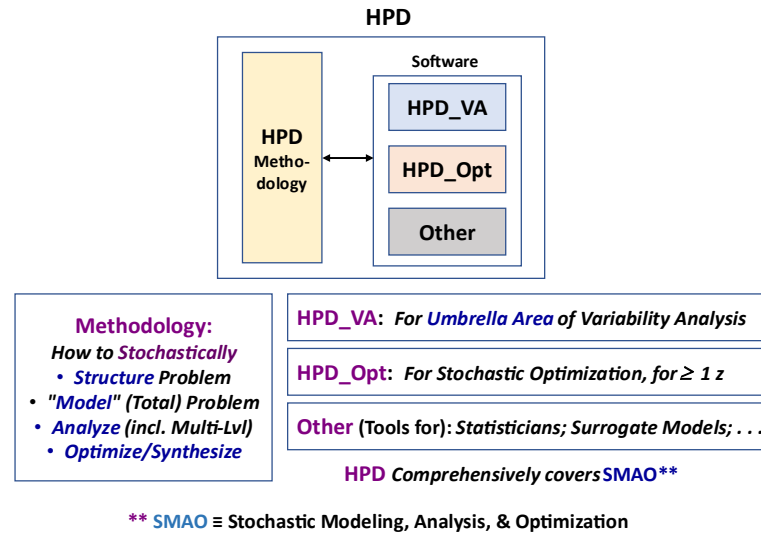 HPD
Software
HPD
Metho-
dology
HPD_VA
HPD_Opt
Other
Methodology:
How to Stochastically
• Structure Problem
• "Model" (Total) Problem
• Analyze (incl. Multi-Lvl)
• Optimize/Synthesize
HPD_VA: For Umbrella Area of Variability Analysis
HPD_Opt: For Stochastic Optimization, for ≥ 1 z
Other (Tools for): Statisticians; Surrogate Models; . . .
HPD Comprehensively covers SMAO**
** SMAO ≡ Stochastic Modeling, Analysis, & Optimization